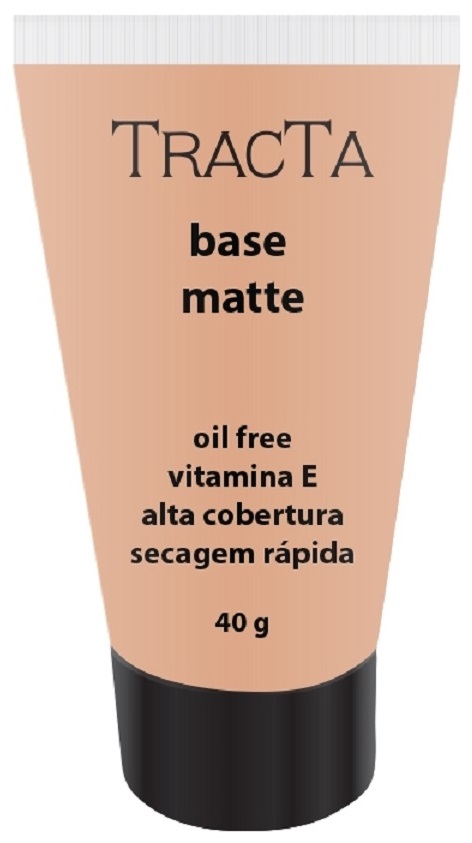 TRACTA
base
matte
oil free
vitamina E
alta cobertura
secagem rápida
40 g